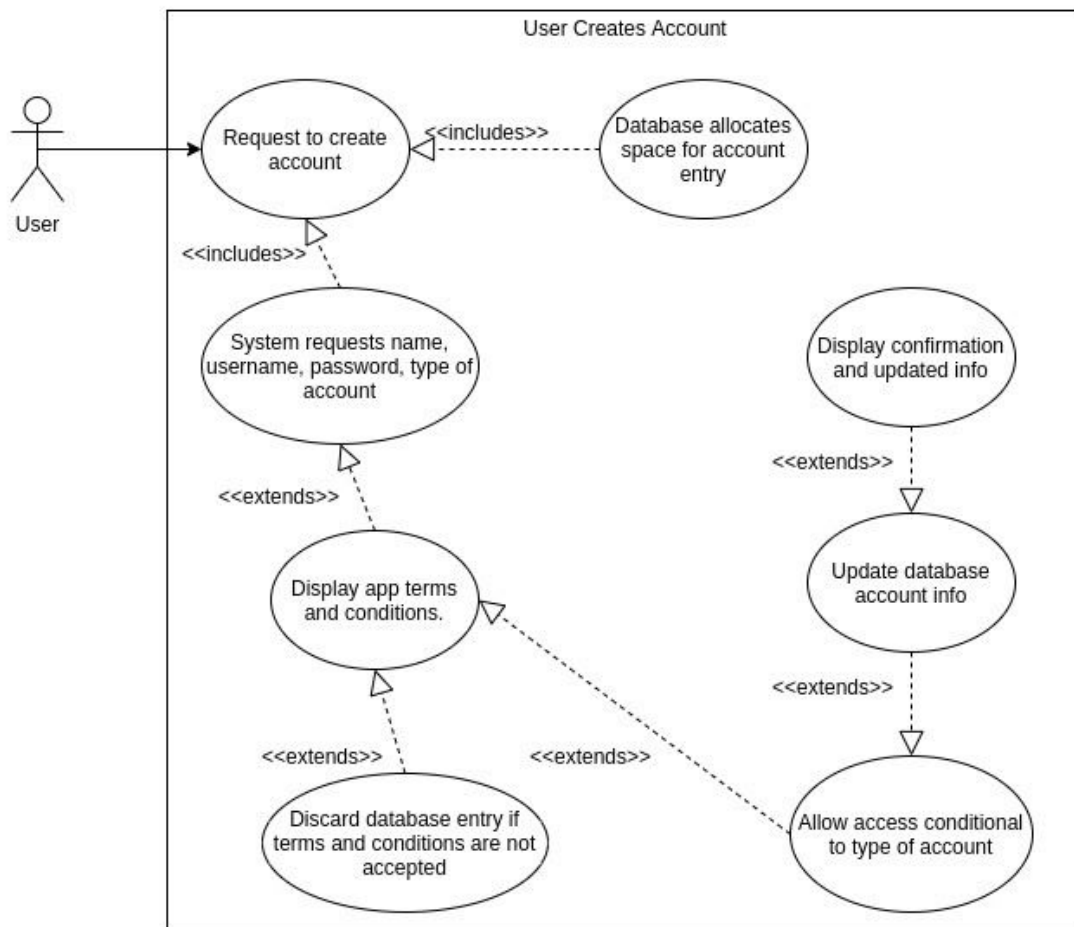 User Creates Account
Request to create
account
<<includes>>
Database allocates
space for account
entry
User
<<includes>>
System requests name,
username, password, type of
account
Display confirmation
and updated info
<<extends>>
<<extends>>
Display app terms
and conditions.
Update database
account info
<<extends>>
<<extends>>
<<extends>>
Discard database entry if
terms and conditions are not
accepted
Allow access conditional
to type of account